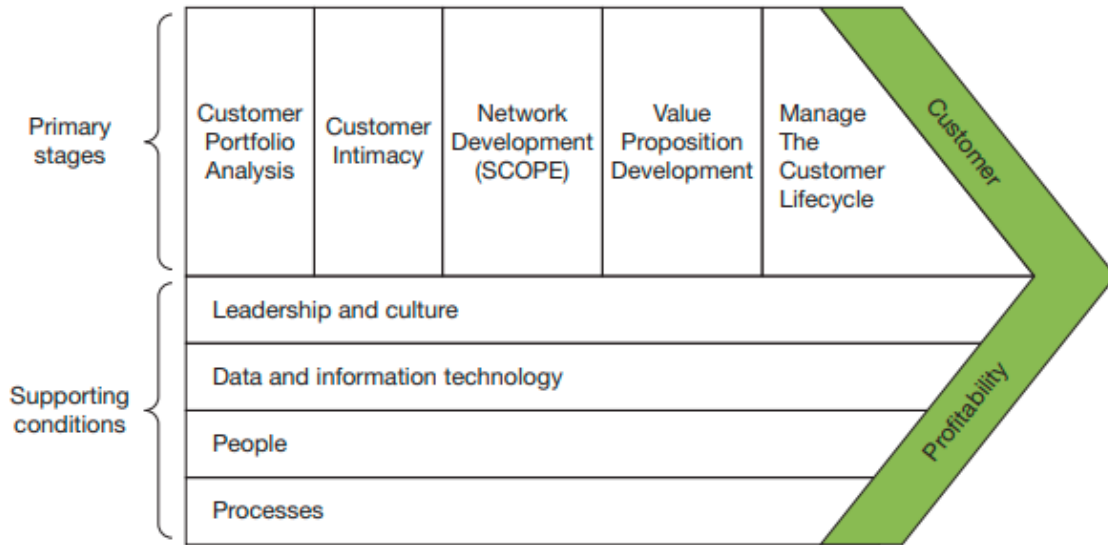 Primary
stages
Customer
Portfolio
Analysis
Customer
Intimacy
Network
Development
(SCOPE)
Value
Proposition
Development
Manage
The
Customer
Lifecycle
Customer
Supporting
conditions
Leadership and culture
Data and information technology
People
Processes
Profitability